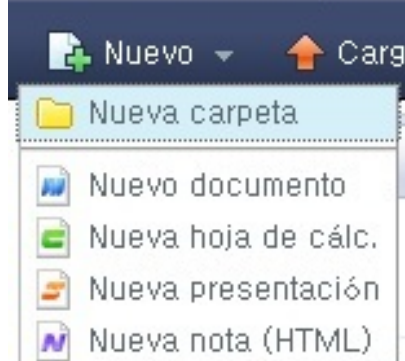 Nuevo Carg
Nueva carpeta
Nuevo documento
Nueva hoja de cálc.
Nueva presentación
Nueva nota (HTML)